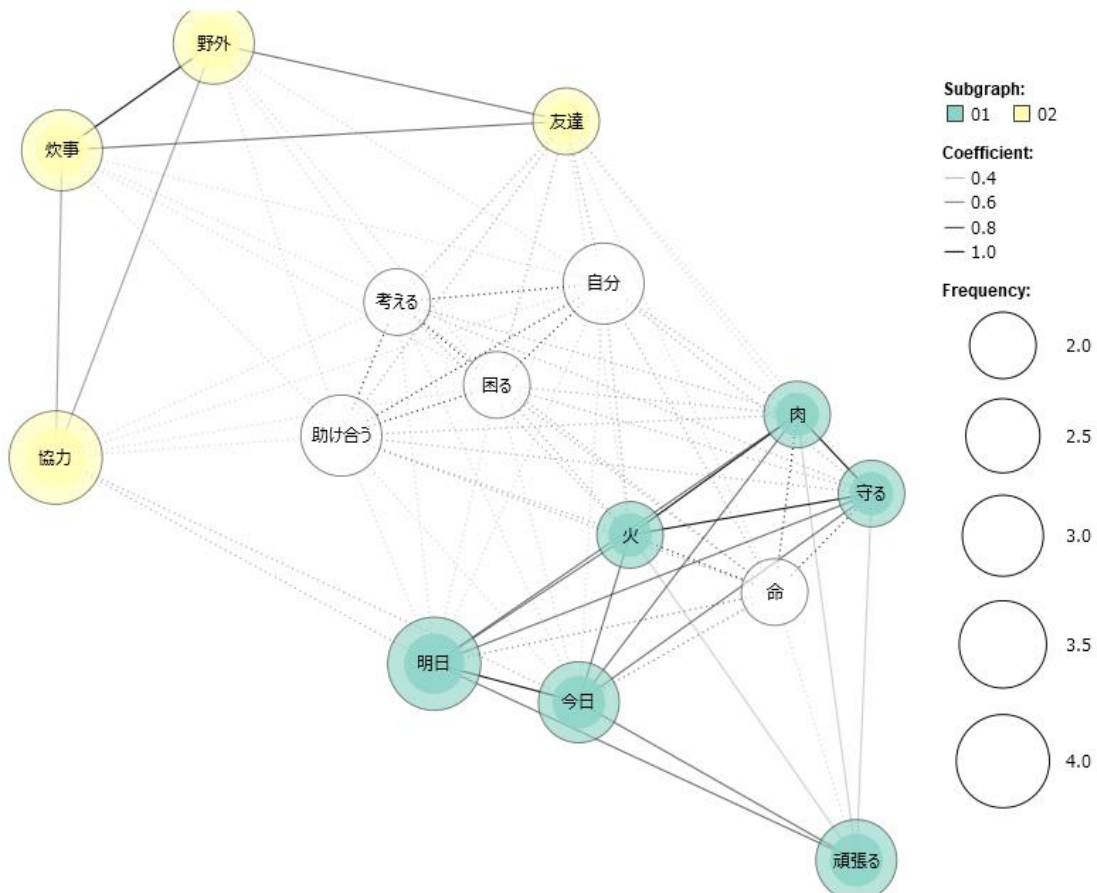 野外
友達
炊事
自分
考える
困る
助け合う
肉
協力
守る
火
命
明日
今日
頑張る
Subgraph:
01 02
Coefficient:
0.4
0.6
0.8
1.0
Frequency:
2.0
2.5
3.0
3.5
4.0